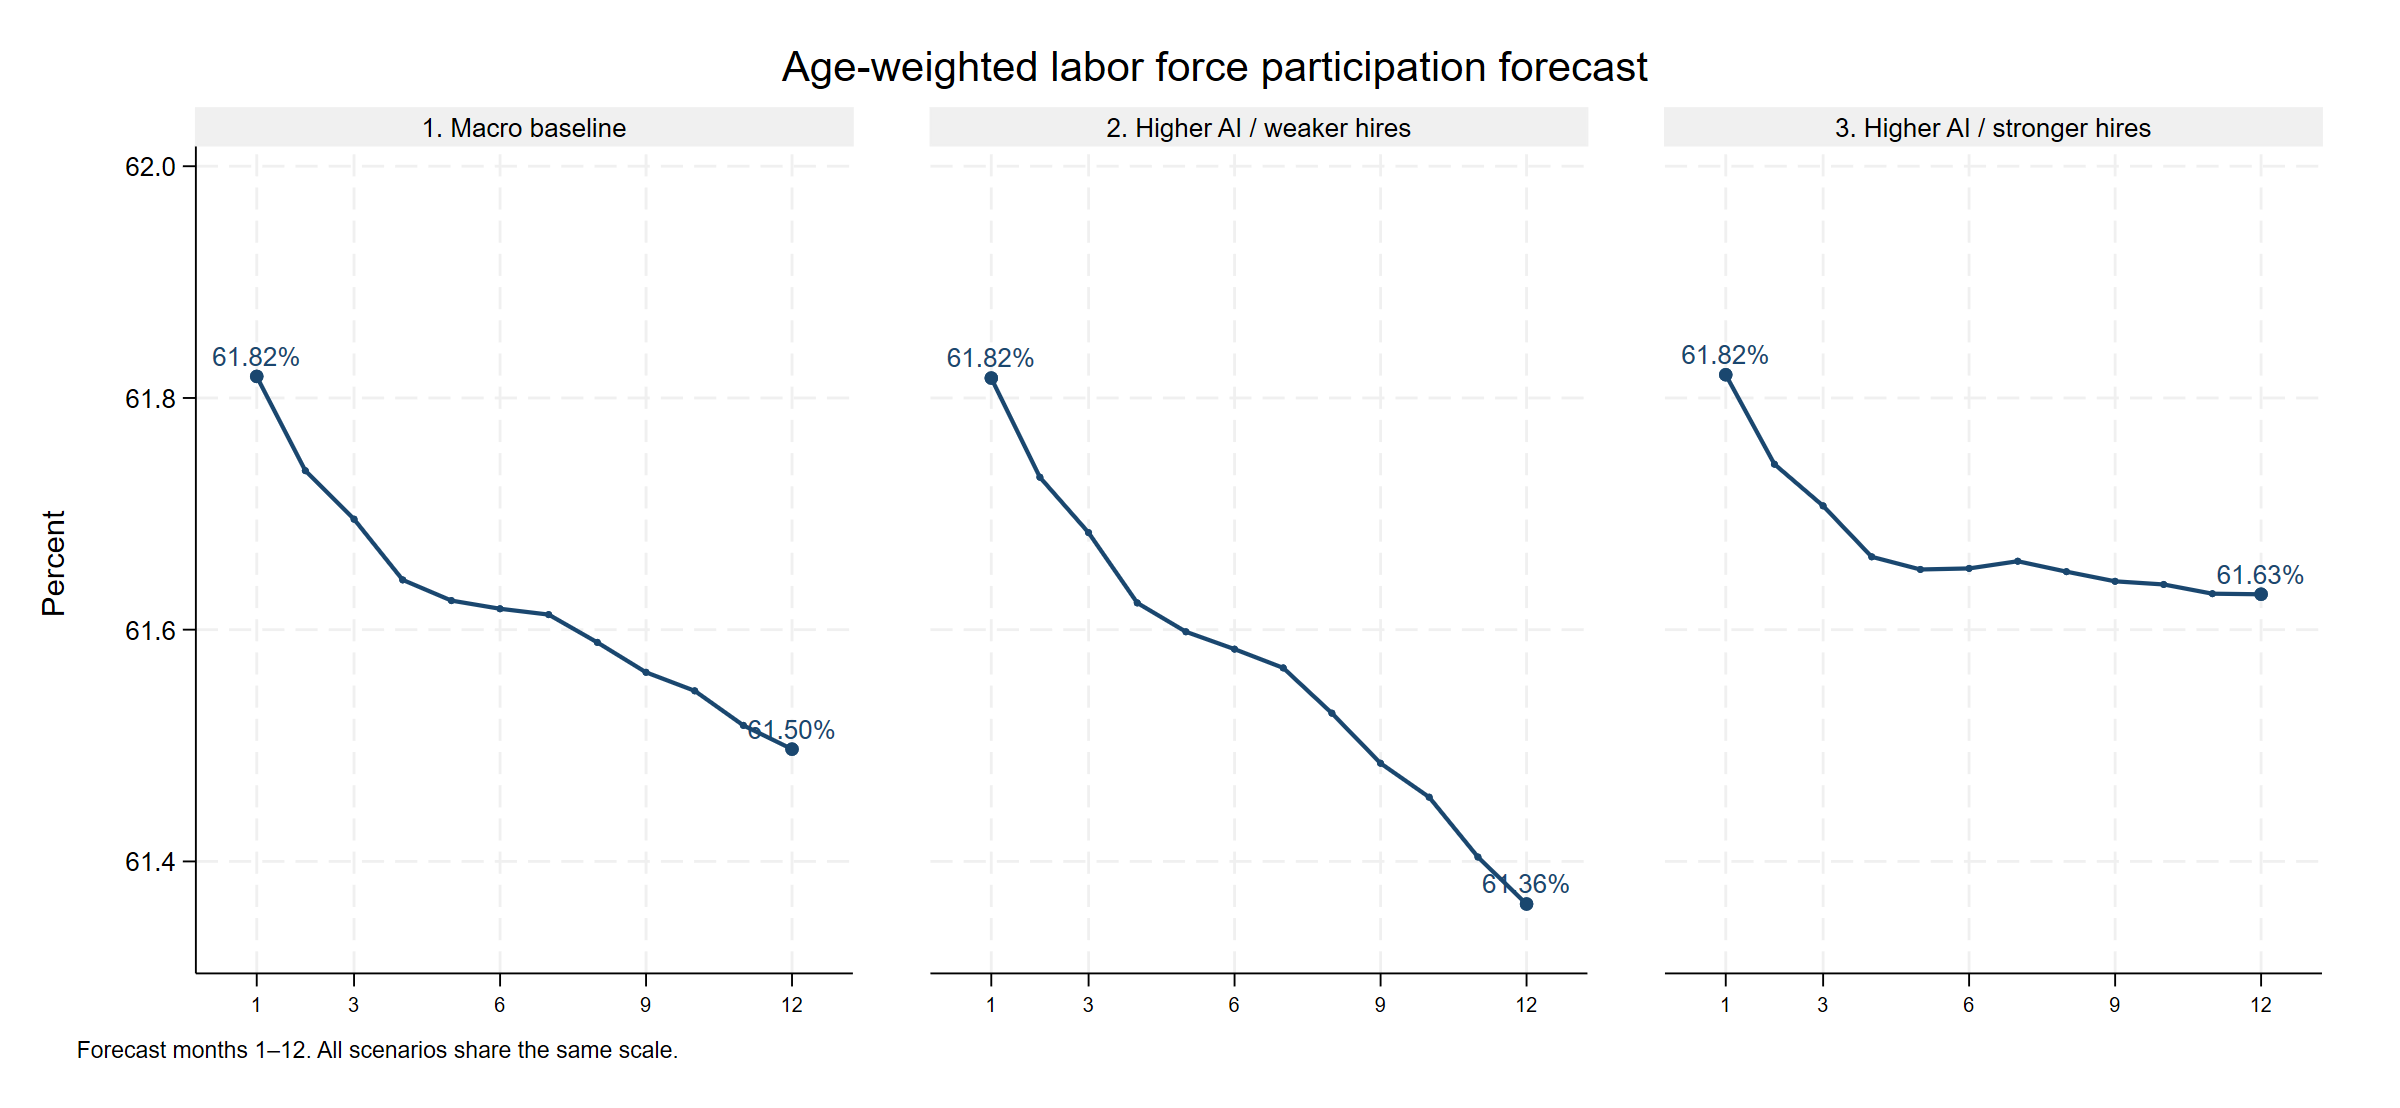 Age-weighted labor force participation forecast
1. Macro baseline
2. Higher AI / weaker hires
3. Higher AI / stronger hires
Percent
62.0
61.8
61.6
61.4
61.82%
61.50%
61.82%
61.36%
61.82%
61.63%
1 3 6 9 12
1 3 6 9 12
1 3 6 9 12
Forecast months 1–12. All scenarios share the same scale.